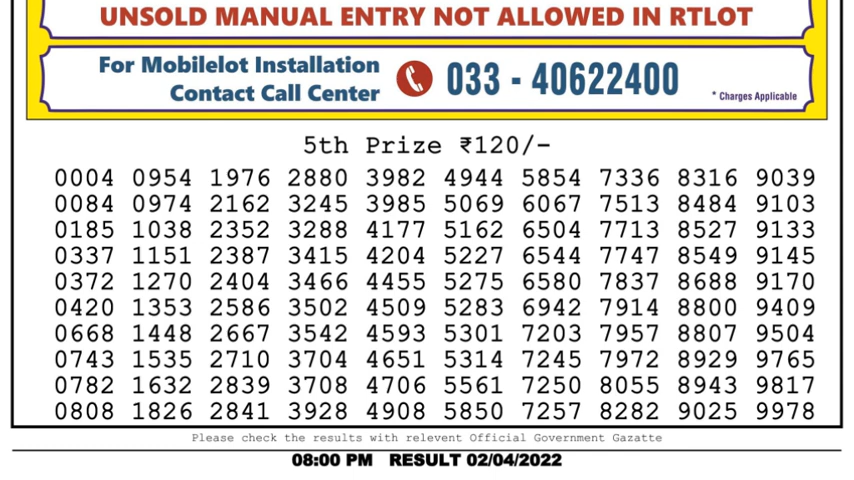 UNSOLD MANUAL ENTRY NOT ALLOWED IN RTLOT
For Mobilelot Installation
Contact Call Center
033 - 40622400
* Charges Applicable
5th Prize ₹120/-
0004 0954 1976 2880 3982 4944 5854 7336 8316 9039
0084 0974 2162 3245 3985 5069 6067 7513 8484 9103
0185 1038 2352 3288 4177 5162 6504 7713 8527 9133
0337 1151 2387 3415 4204 5227 6544 7747 8549 9145
0372 1270 2404 3466 4455 5275 6580 7837 8688 9170
0420 1353 2586 3502 4509 5283 6942 7914 8800 9409
0668 1448 2667 3542 4593 5301 7203 7957 8807 9504
0743 1535 2710 3704 4651 5314 7245 7972 8929 9765
0782 1632 2839 3708 4706 5561 7250 8055 8943 9817
0808 1826 2841 3928 4908 5850 7257 8282 9025 9978
Please check the results with relevent Official Government Gazatte
08:00 PM RESULT 02/04/2022